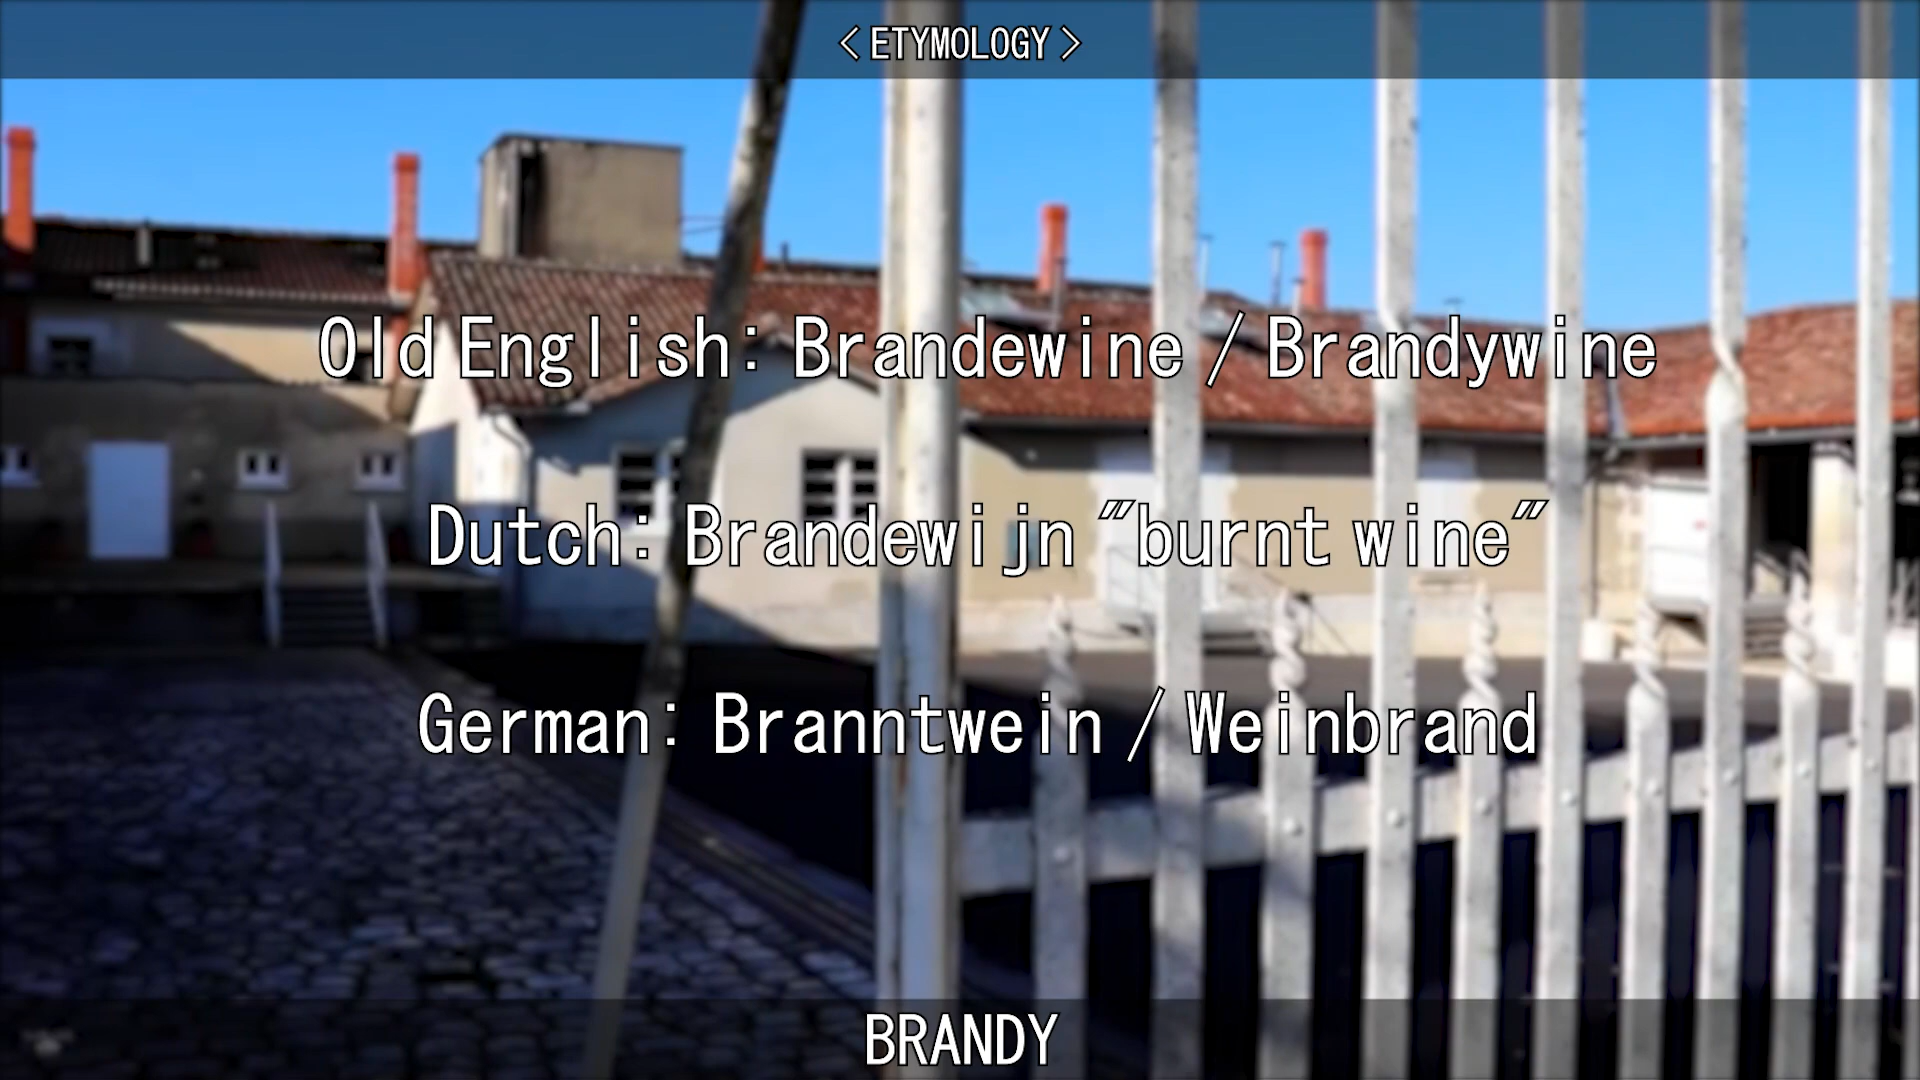 <ETYMOLOGY>
Old English: Brandewine / Brandywine
Dutch: Brandewijn "burnt wine"
German: Branntwein / Weinbrand
BRANDY